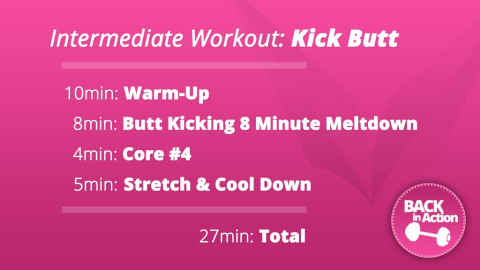 Intermediate Workout: Kick Butt
10min: Warm-Up
8min: Butt Kicking 8 Minute Meltdown
4min: Core #4
5min: Stretch & Cool Down
27min: Total
BACK
in Action